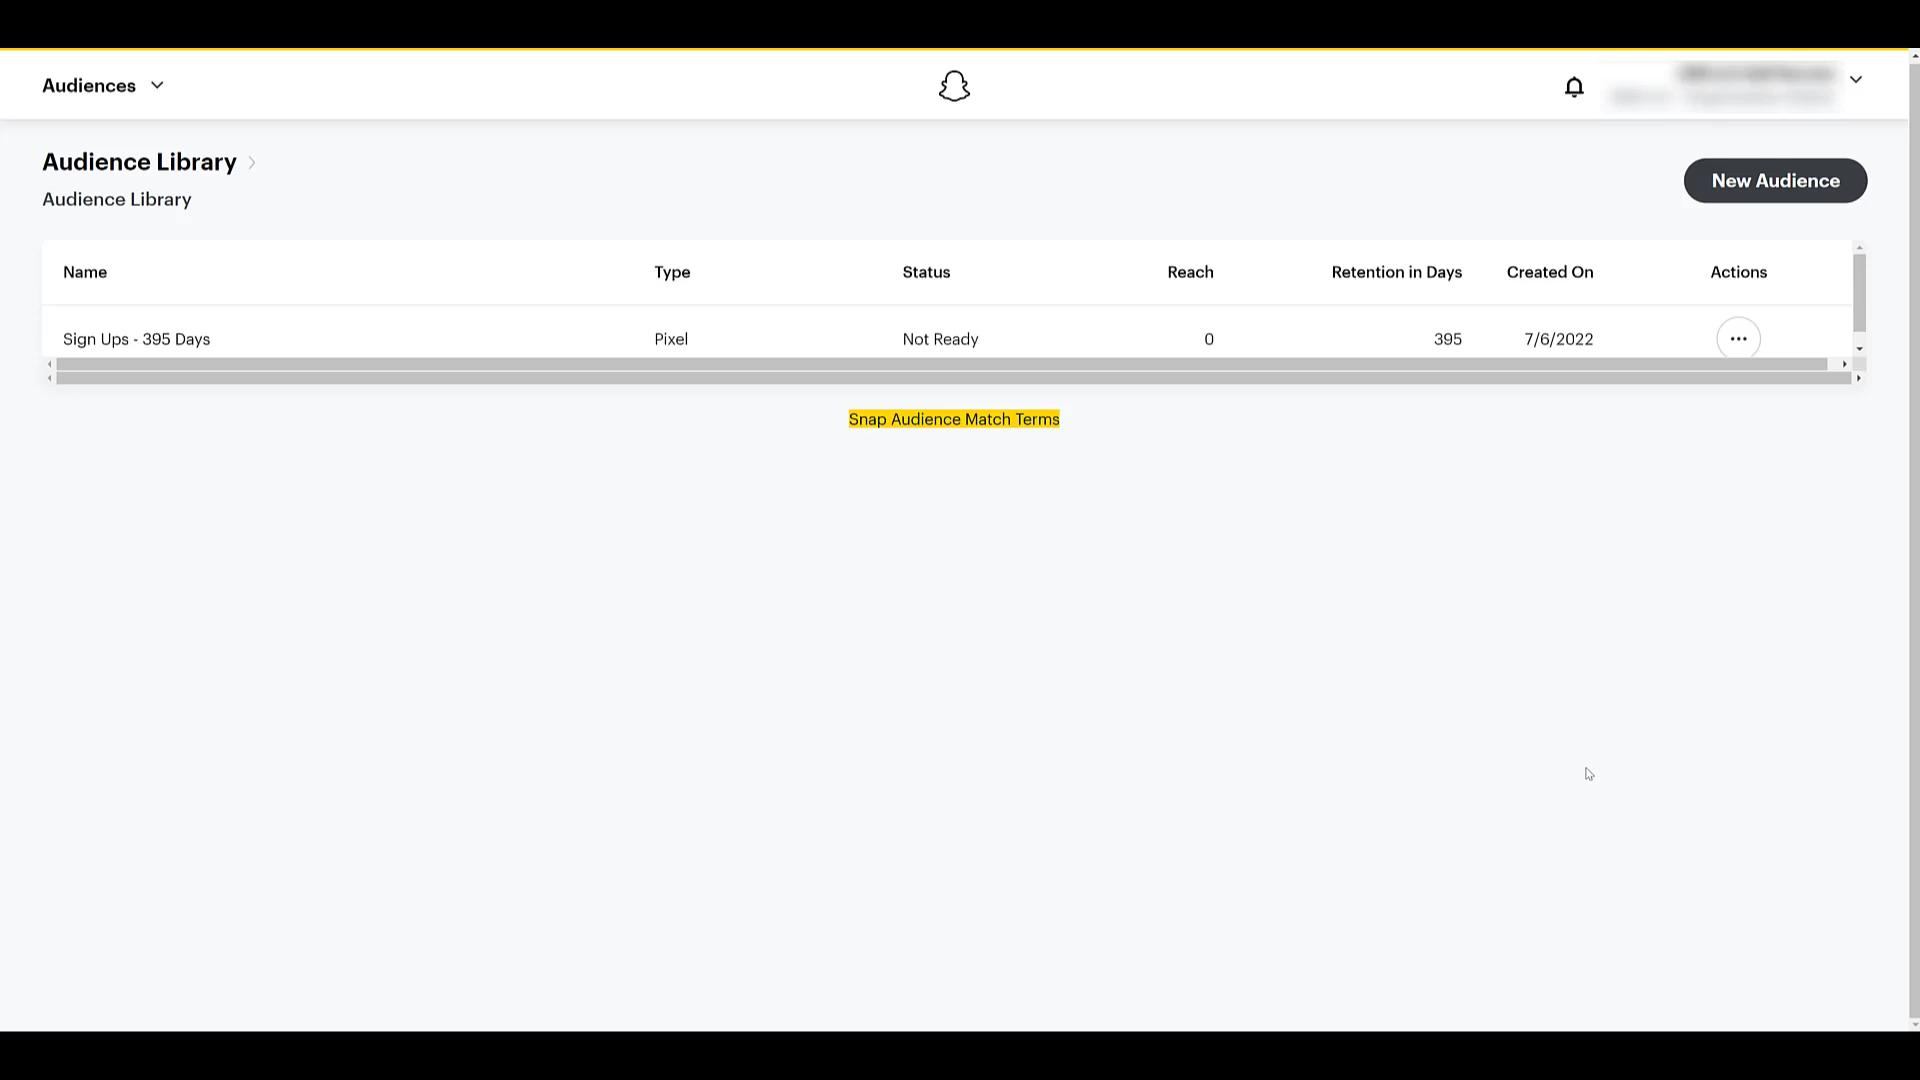 Audiences
Audience Library
Audience Library
New Audience
Name Type Status Reach Retention in Days Created On Actions
Sign Ups - 395 Days Pixel Not Ready 0 395 7/6/2022
Snap Audience Match Terms